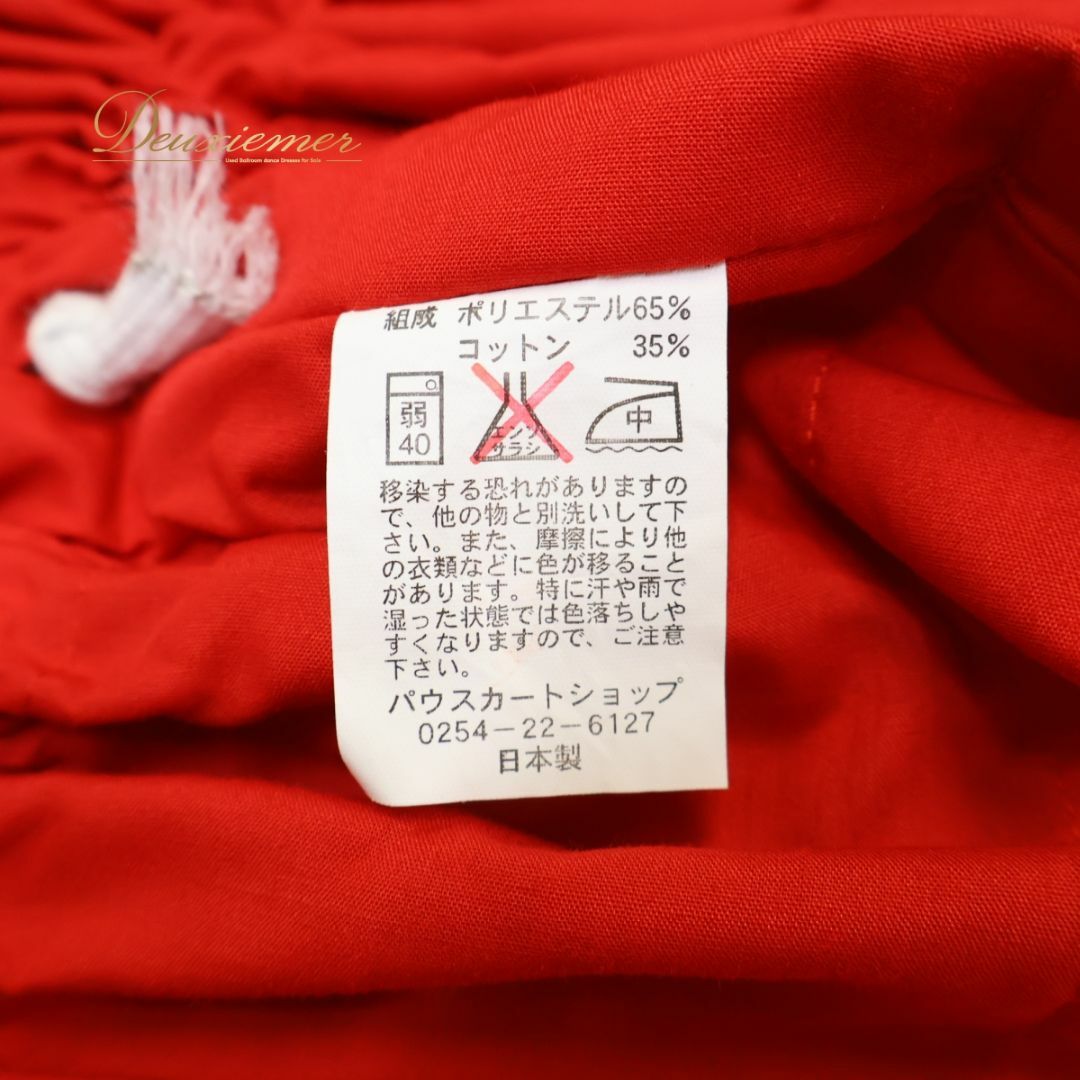 Deuxiemer
Used Ballroom dance Dresses for Sale
組成 ポリエステル65%
コットン 35%
弱
40
エンソ
サラシ
中
移染する恐れがありますの
で、他の物と別洗いして下
さい。また、摩擦により他
の衣類などに色が移ること
があります。特に汗や雨で
湿った状態では色落ちしや
すくなりますので、ご注意
下さい。
パウスカートショップ
0254-22-6127
日本製